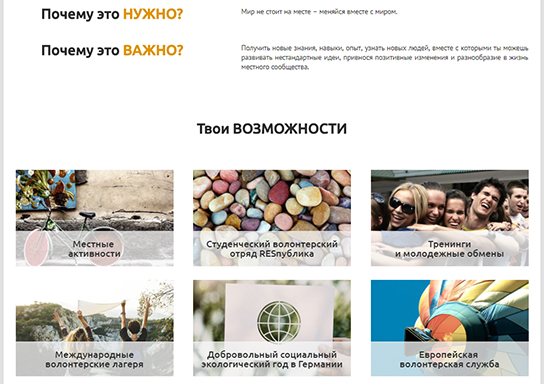 Почему это НУЖНО?
Мир не стоит на месте – меняйся вместе с миром.
Почему это ВАЖНО?
Получить новые знания, навыки, опыт, узнать новых людей, вместе с которыми ты можешь
развивать нестандартные идеи, привнося позитивные изменения и разнообразие в жизнь
местного сообщества.
Твои ВОЗМОЖНОСТИ
Местные
активности
Студенческий волонтерский
отряд RESпублика
Тренинги
и молодежные обмены
Международные
волонтерские лагеря
Добровольный социальный
экологический год в Германии
Европейская
волонтерская служба